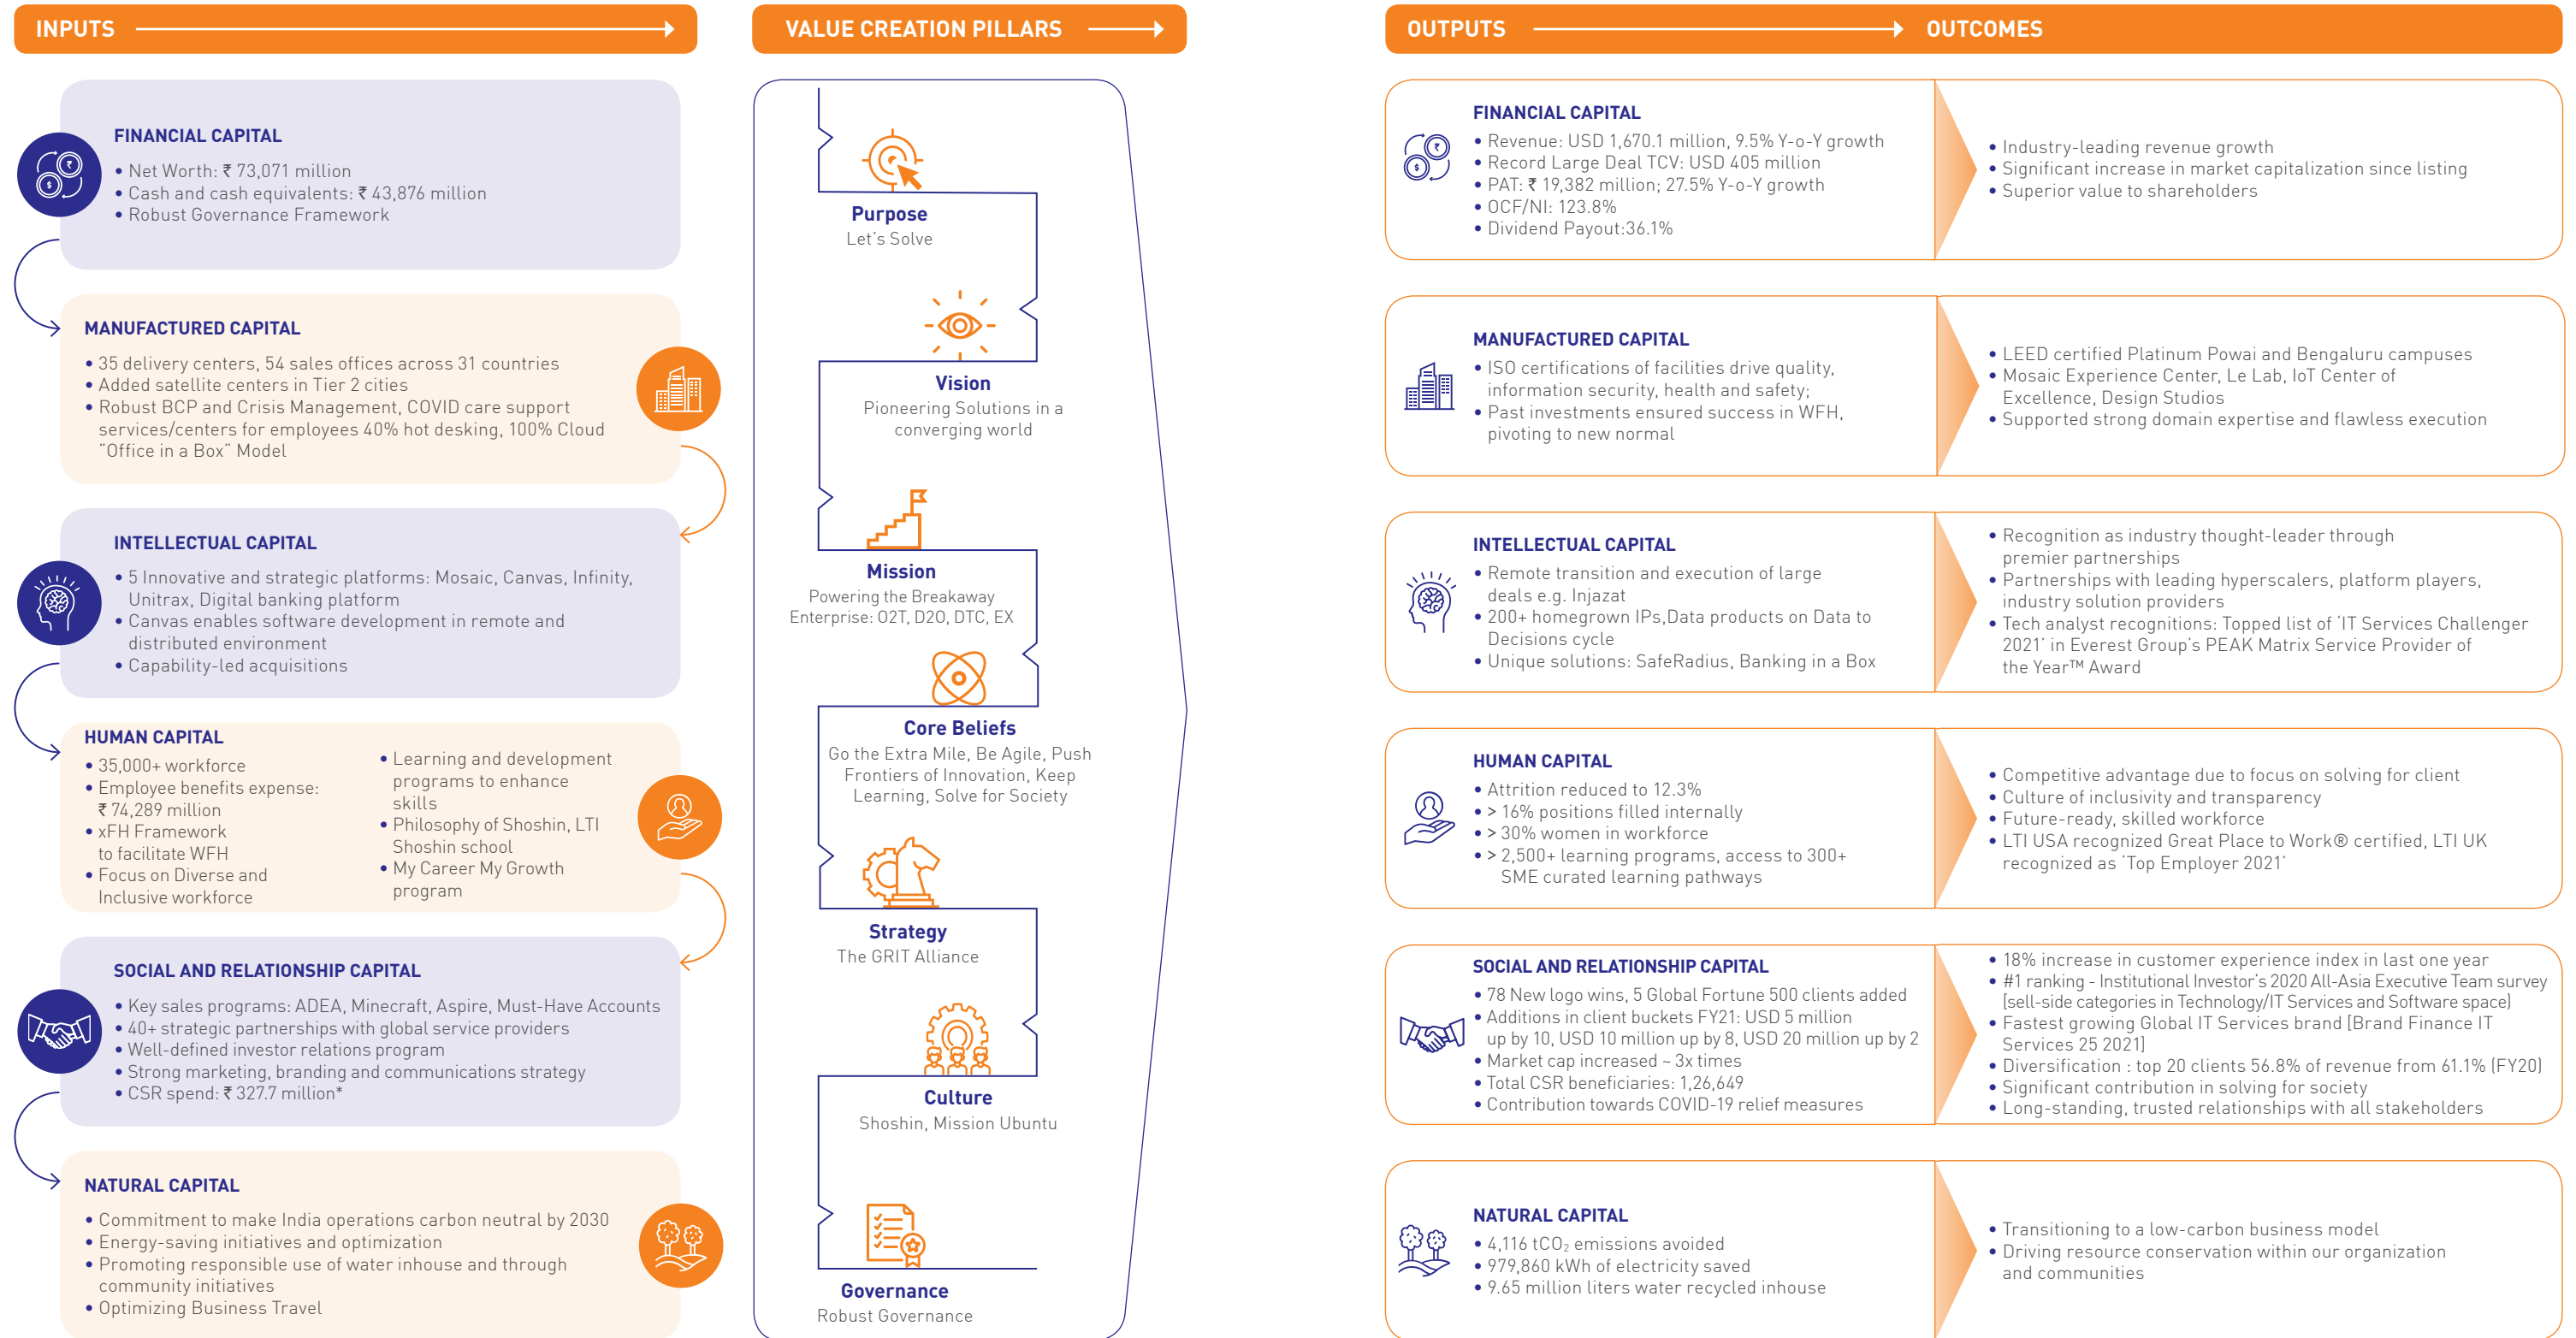 INPUTS
VALUE CREATION PILLARS
OUTPUTS
OUTCOMES
FINANCIAL CAPITAL
• Net Worth: ₹ 73,071 million
• Cash and cash equivalents: ₹ 43,876 million
• Robust Governance Framework
MANUFACTURED CAPITAL
• 35 delivery centers, 54 sales offices across 31 countries
• Added satellite centers in Tier 2 cities
• Robust BCP and Crisis Management, COVID care support
services/centers for employees 40% hot desking, 100% Cloud
"Office in a Box" Model
INTELLECTUAL CAPITAL
• 5 Innovative and strategic platforms: Mosaic, Canvas, Infinity,
Unitrax, Digital banking platform
• Canvas enables software development in remote and
distributed environment
• Capability-led acquisitions
HUMAN CAPITAL
• 35,000+ workforce
• Employee benefits expense:
₹ 74,289 million
• xFH Framework
to facilitate WFH
• Focus on Diverse and
Inclusive workforce
• Learning and development
programs to enhance
skills
• Philosophy of Shoshin, LTI
Shoshin school
• My Career My Growth
program
SOCIAL AND RELATIONSHIP CAPITAL
• Key sales programs: ADEA, Minecraft, Aspire, Must-Have Accounts
• 40+ strategic partnerships with global service providers
• Well-defined investor relations program
• Strong marketing, branding and communications strategy
• CSR spend: ₹ 327.7 million*
NATURAL CAPITAL
• Commitment to make India operations carbon neutral by 2030
• Energy-saving initiatives and optimization
• Promoting responsible use of water inhouse and through
community initiatives
• Optimizing Business Travel
Purpose
Let's Solve
Vision
Pioneering Solutions in a
converging world
Mission
Powering the Breakaway
Enterprise: O2T, D2O, DTC, EX
Core Beliefs
Go the Extra Mile, Be Agile, Push
Frontiers of Innovation, Keep
Learning, Solve for Society
Strategy
The GRIT Alliance
Culture
Shoshin, Mission Ubuntu
Governance
Robust Governance
FINANCIAL CAPITAL
• Revenue: USD 1,670.1 million, 9.5% Y-o-Y growth
• Record Large Deal TCV: USD 405 million
• PAT: ₹ 19,382 million; 27.5% Y-o-Y growth
• OCF/NI: 123.8%
• Dividend Payout:36.1%
• Industry-leading revenue growth
• Significant increase in market capitalization since listing
• Superior value to shareholders
MANUFACTURED CAPITAL
• ISO certifications of facilities drive quality,
information security, health and safety;
• Past investments ensured success in WFH,
pivoting to new normal
• LEED certified Platinum Powai and Bengaluru campuses
• Mosaic Experience Center, Le Lab, IoT Center of
Excellence, Design Studios
• Supported strong domain expertise and flawless execution
INTELLECTUAL CAPITAL
• Remote transition and execution of large
deals e.g. Injazat
• 200+ homegrown IPs,Data products on Data to
Decisions cycle
• Unique solutions: SafeRadius, Banking in a Box
• Recognition as industry thought-leader through
premier partnerships
• Partnerships with leading hyperscalers, platform players,
industry solution providers
• Tech analyst recognitions: Topped list of 'IT Services Challenger
2021' in Everest Group's PEAK Matrix Service Provider of
the Year™ Award
HUMAN CAPITAL
• Attrition reduced to 12.3%
• > 16% positions filled internally
• > 30% women in workforce
• > 2,500+ learning programs, access to 300+
SME curated learning pathways
• Competitive advantage due to focus on solving for client
• Culture of inclusivity and transparency
• Future-ready, skilled workforce
• LTI USA recognized Great Place to Work® certified, LTI UK
recognized as 'Top Employer 2021'
SOCIAL AND RELATIONSHIP CAPITAL
• 78 New logo wins, 5 Global Fortune 500 clients added
• Additions in client buckets FY21: USD 5 million
up by 10, USD 10 million up by 8, USD 20 million up by 2
• Market cap increased ~ 3x times
• Total CSR beneficiaries: 1,26,649
• Contribution towards COVID-19 relief measures
• 18% increase in customer experience index in last one year
• #1 ranking - Institutional Investor's 2020 All-Asia Executive Team survey
[sell-side categories in Technology/IT Services and Software space)
• Fastest growing Global IT Services brand [Brand Finance IT
Services 25 2021]
• Diversification : top 20 clients 56.8% of revenue from 61.1% (FY20)
• Significant contribution in solving for society
• Long-standing, trusted relationships with all stakeholders
NATURAL CAPITAL
• 4,116 tCO₂ emissions avoided
• 979,860 kWh of electricity saved
• 9.65 million liters water recycled inhouse
• Transitioning to a low-carbon business model
• Driving resource conservation within our organization
and communities